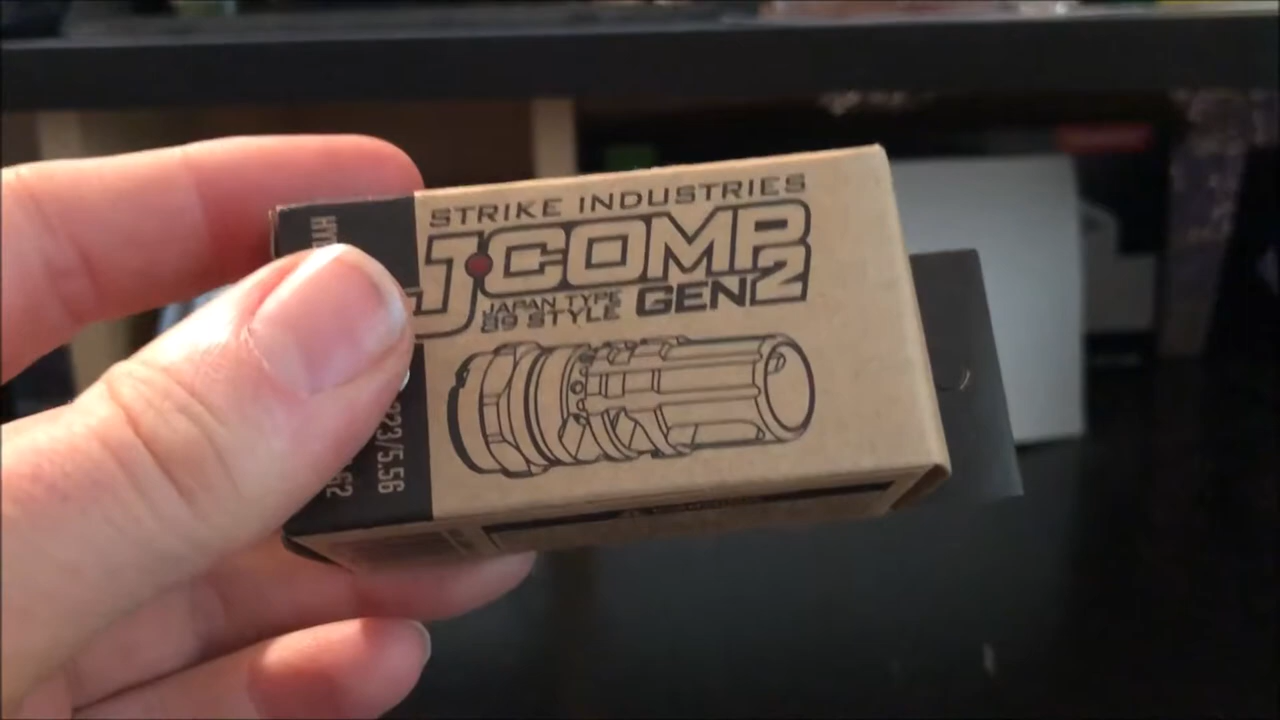 STRIKE INDUSTRIES
J•COMP
JAPAN TYPE
89 STYLE
GEN2
.223/5.56